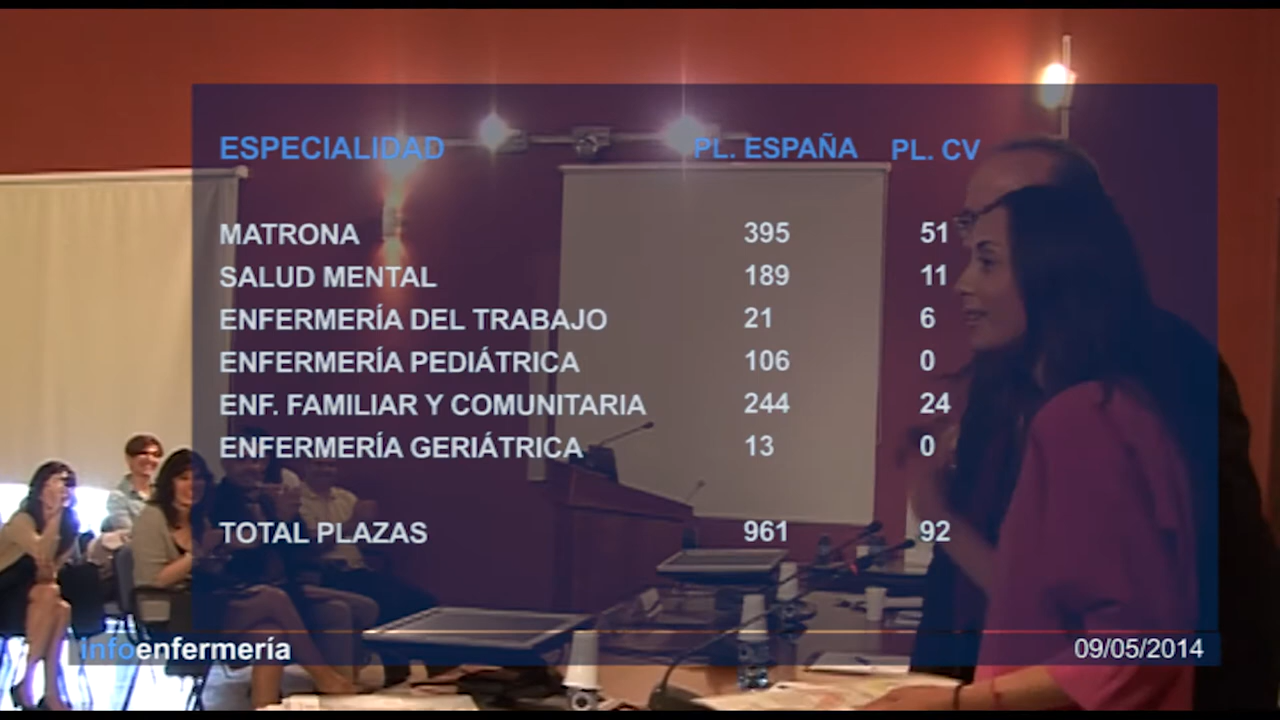 ESPECIALIDAD PL. ESPAÑA PL. CV
MATRONA 395 51
SALUD MENTAL 189 11
ENFERMERÍA DEL TRABAJO 21 6
ENFERMERÍA PEDIÁTRICA 106 0
ENF. FAMILIAR Y COMUNITARIA 244 24
ENFERMERÍA GERIÁTRICA 13 0
TOTAL PLAZAS 961 92
Infoenfermería 09/05/2014